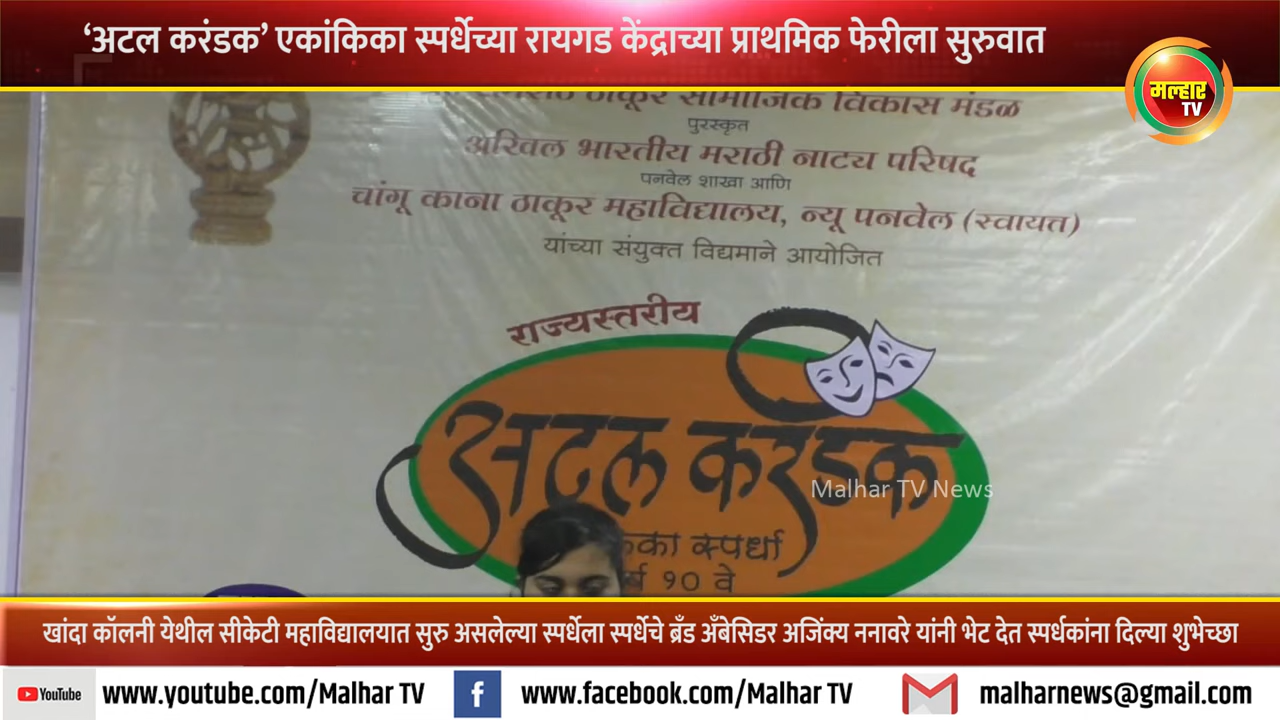 ‘अटल करंडक’ एकांकिका स्पर्धेच्या रायगड केंद्राच्या प्राथमिक फेरीला सुरुवात
मल्हार
TV
ठाकूर सामाजिक विकास मंडळ
पुरस्कृत
अखिल भारतीय मराठी नाट्य परिषद
पनवेल शाखा आणि
चांगू काना ठाकूर महाविद्यालय, न्यू पनवेल (स्वायत)
यांच्या संयुक्त विद्यमाने आयोजित
राज्यस्तरीय
अटल करंडक
Malhar TV News
स्पर्धा
१० वे
खांदा कॉलनी येथील सीकेटी महाविद्यालयात सुरु असलेल्या स्पर्धेला स्पर्धेचे ब्रँड अँबेसिडर अजिंक्य ननावरे यांनी भेट देत स्पर्धकांना दिल्या शुभेच्छा
YouTube www.youtube.com/Malhar TV f www.facebook.com/Malhar TV malharnews@gmail.com